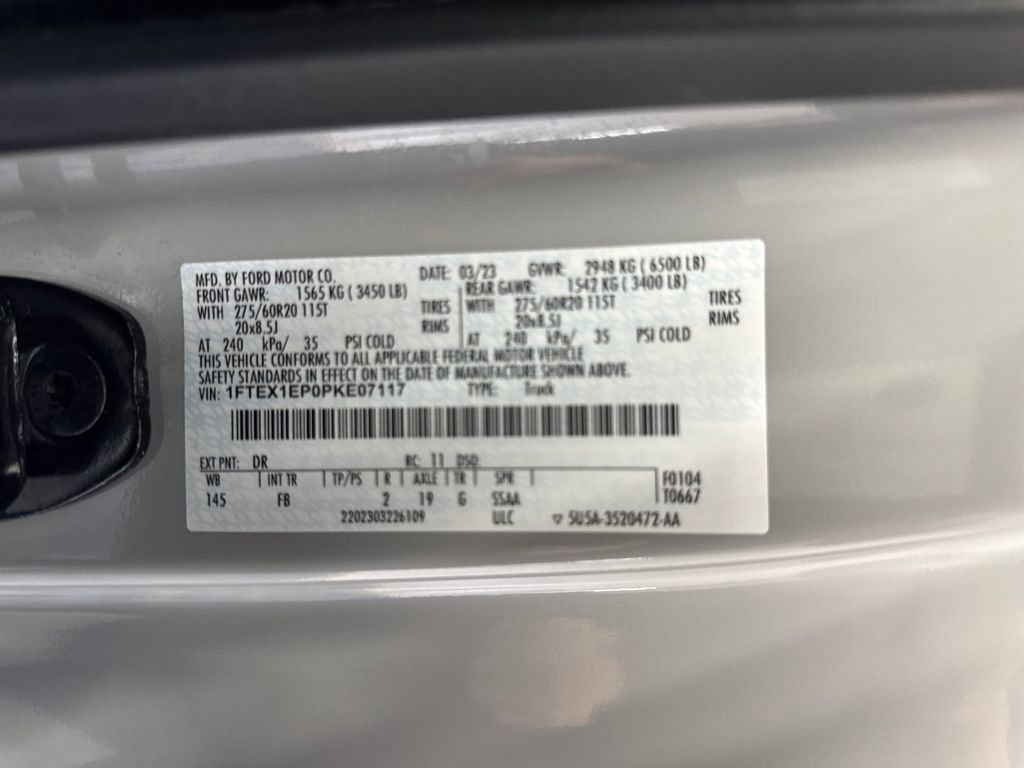 MFD. BY FORD MOTOR CO. DATE: 03/23 GVWR: 2948 KG ( 6500 LB)
FRONT GAWR: 1565 KG ( 3450 LB) REAR GAWR: 1542 KG ( 3400 LB)
WITH 275/60R20 115T TIRES WITH 275/60R20 115T TIRES
20x8.5J RIMS 20x8.5J RIMS
AT 240 kPa/ 35 PSI COLD AT 240 kPa/ 35 PSI COLD
THIS VEHICLE CONFORMS TO ALL APPLICABLE FEDERAL MOTOR VEHICLE
SAFETY STANDARDS IN EFFECT ON THE DATE OF MANUFACTURE SHOWN ABOVE.
VIN: 1FTEX1EP0PKE07117 TYPE: Truck
EXT PNT: DR RC: 11 DSO:
WB INT TR TP/PS R AXLE TR SPR F0104
145 FB 2 19 G SSAA T0667
2202303226109 ULC ▽ 5U5A-3520472-AA